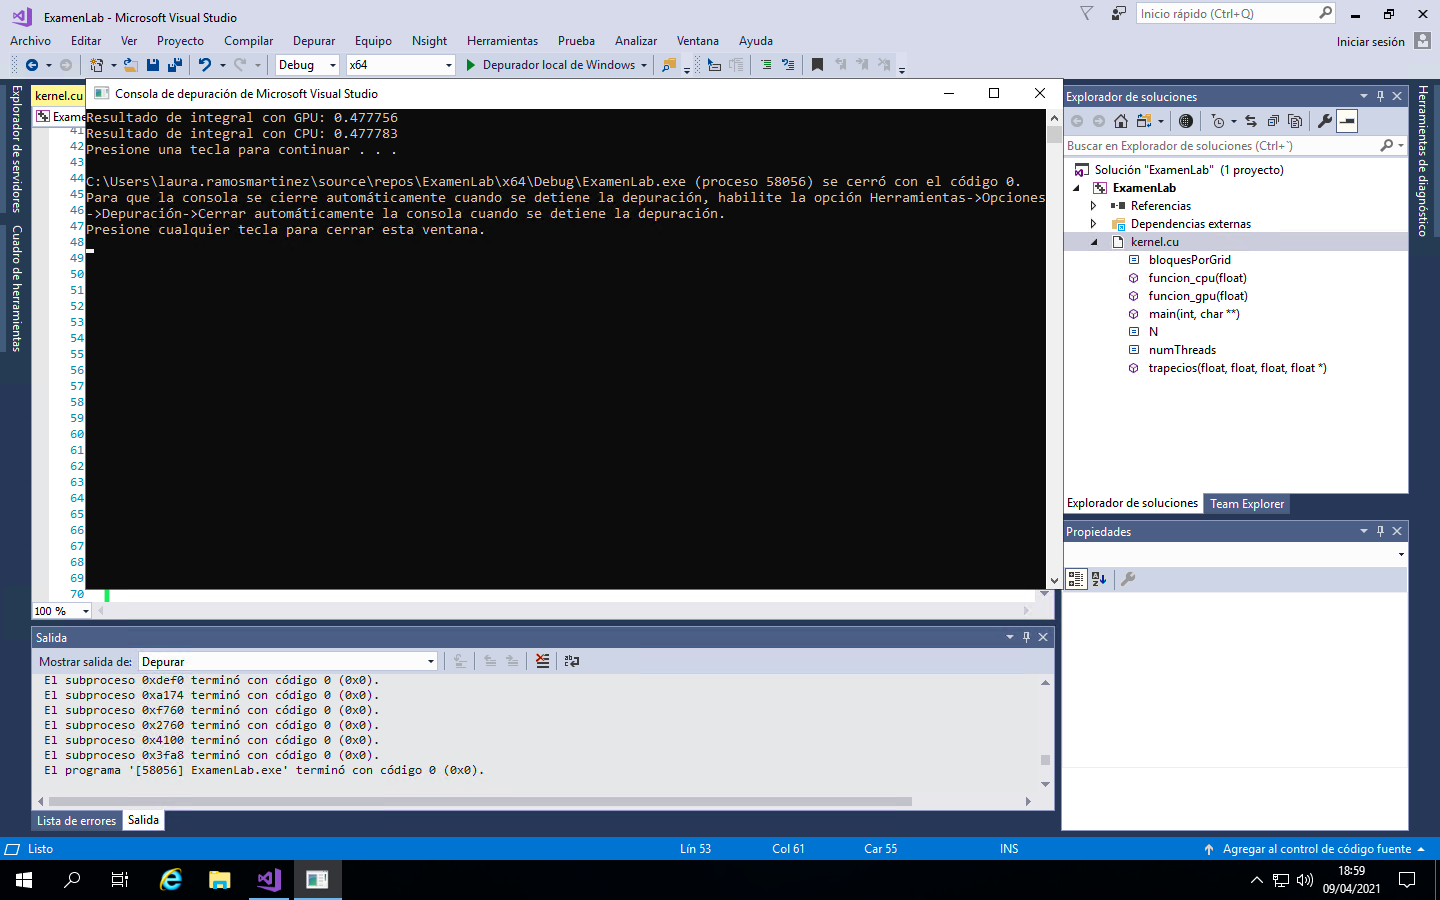 ExamenLab - Microsoft Visual Studio
Inicio rápido (Ctrl+Q)
Archivo Editar Ver Proyecto Compilar Depurar Equipo Nsight Herramientas Prueba Analizar Ventana Ayuda
Iniciar sesión
Debug x64 Depurador local de Windows
Explorador de servidores
Cuadro de herramientas
kernel.cu
Exame
Consola de depuración de Microsoft Visual Studio
Resultado de integral con GPU: 0.477756
Resultado de integral con CPU: 0.477783
Presione una tecla para continuar . . .
C:\Users\laura.ramosmartinez\source\repos\ExamenLab\x64\Debug\ExamenLab.exe (proceso 58056) se cerró con el código 0.
Para que la consola se cierre automáticamente cuando se detiene la depuración, habilite la opción Herramientas->Opciones
->Depuración->Cerrar automáticamente la consola cuando se detiene la depuración.
Presione cualquier tecla para cerrar esta ventana.
41
42
43
44
45
46
47
48
49
50
51
52
53
54
55
56
57
58
59
60
61
62
63
64
65
66
67
68
69
70
100 %
Explorador de soluciones
Buscar en Explorador de soluciones (Ctrl+`)
Solución "ExamenLab" (1 proyecto)
ExamenLab
Referencias
Dependencias externas
kernel.cu
bloquesPorGrid
funcion_cpu(float)
funcion_gpu(float)
main(int, char **)
N
numThreads
trapecios(float, float, float, float *)
Explorador de soluciones Team Explorer
Herramientas de diagnóstico
Propiedades
Salida
Mostrar salida de: Depurar
El subproceso 0xdef0 terminó con código 0 (0x0).
El subproceso 0xa174 terminó con código 0 (0x0).
El subproceso 0xf760 terminó con código 0 (0x0).
El subproceso 0x2760 terminó con código 0 (0x0).
El subproceso 0x4100 terminó con código 0 (0x0).
El subproceso 0x3fa8 terminó con código 0 (0x0).
El programa '[58056] ExamenLab.exe' terminó con código 0 (0x0).
Lista de errores Salida
Listo Lín 53 Col 61 Car 55 INS Agregar al control de código fuente
18:59
09/04/2021